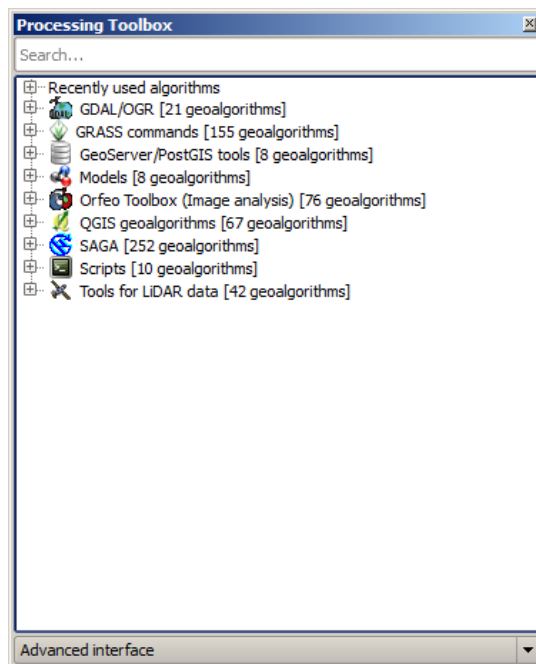 Processing Toolbox
Search...
Recently used algorithms
GDAL/OGR [21 geoalgorithms]
GRASS commands [155 geoalgorithms]
GeoServer/PostGIS tools [8 geoalgorithms]
Models [8 geoalgorithms]
Orfeo Toolbox (Image analysis) [76 geoalgorithms]
QGIS geoalgorithms [67 geoalgorithms]
SAGA [252 geoalgorithms]
Scripts [10 geoalgorithms]
Tools for LiDAR data [42 geoalgorithms]
Advanced interface